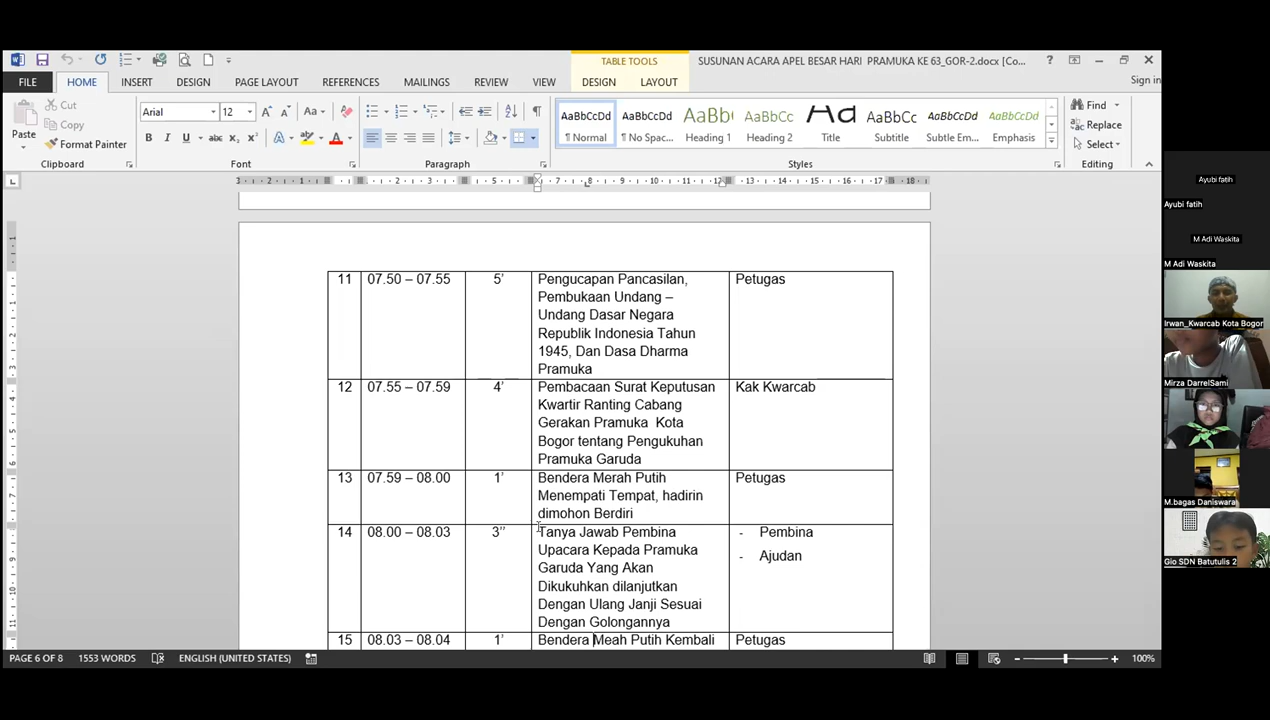 TABLE TOOLS
SUSUNAN ACARA APEL BESAR HARI  PRAMUKA KE 63_GOR-2.docx [Co...
FILE HOME INSERT DESIGN PAGE LAYOUT REFERENCES MAILINGS REVIEW VIEW DESIGN LAYOUT Sign in
Paste
Cut
Copy
Format Painter
Clipboard
Arial 12
Font
Paragraph
AaBbCcDd AaBbCcDd AaBb( AaBbCc Aa AaBbCc AaBbCcDd AaBbCcDd
¶ Normal ¶ No Spac... Heading 1 Heading 2 Title Subtitle Subtle Em... Emphasis
Styles
Find
Replace
Select
Editing
11 07.50 – 07.55 5’ Pengucapan Pancasilan, Petugas
Pembukaan Undang –
Undang Dasar Negara
Republik Indonesia Tahun
1945, Dan Dasa Dharma
Pramuka
12 07.55 – 07.59 4’ Pembacaan Surat Keputusan Kak Kwarcab
Kwartir Ranting Cabang
Gerakan Pramuka  Kota
Bogor tentang Pengukuhan
Pramuka Garuda
13 07.59 – 08.00 1’ Bendera Merah Putih Petugas
Menempati Tempat, hadirin
dimohon Berdiri
14 08.00 – 08.03 3’’ Tanya Jawab Pembina - Pembina
Upacara Kepada Pramuka - Ajudan
Garuda Yang Akan
Dikukuhkan dilanjutkan
Dengan Ulang Janji Sesuai
Dengan Golongannya
15 08.03 – 08.04 1’ Bendera Meah Putih Kembali Petugas
PAGE 6 OF 8 1553 WORDS ENGLISH (UNITED STATES) 100%
Ayubi fatih
Ayubi fatih
M Adi Waskita
M Adi Waskita
Irwan_Kwarcab Kota Bogor
Mirza DarrelSami
M.bagas Daniswara
Gio SDN Batutulis 2